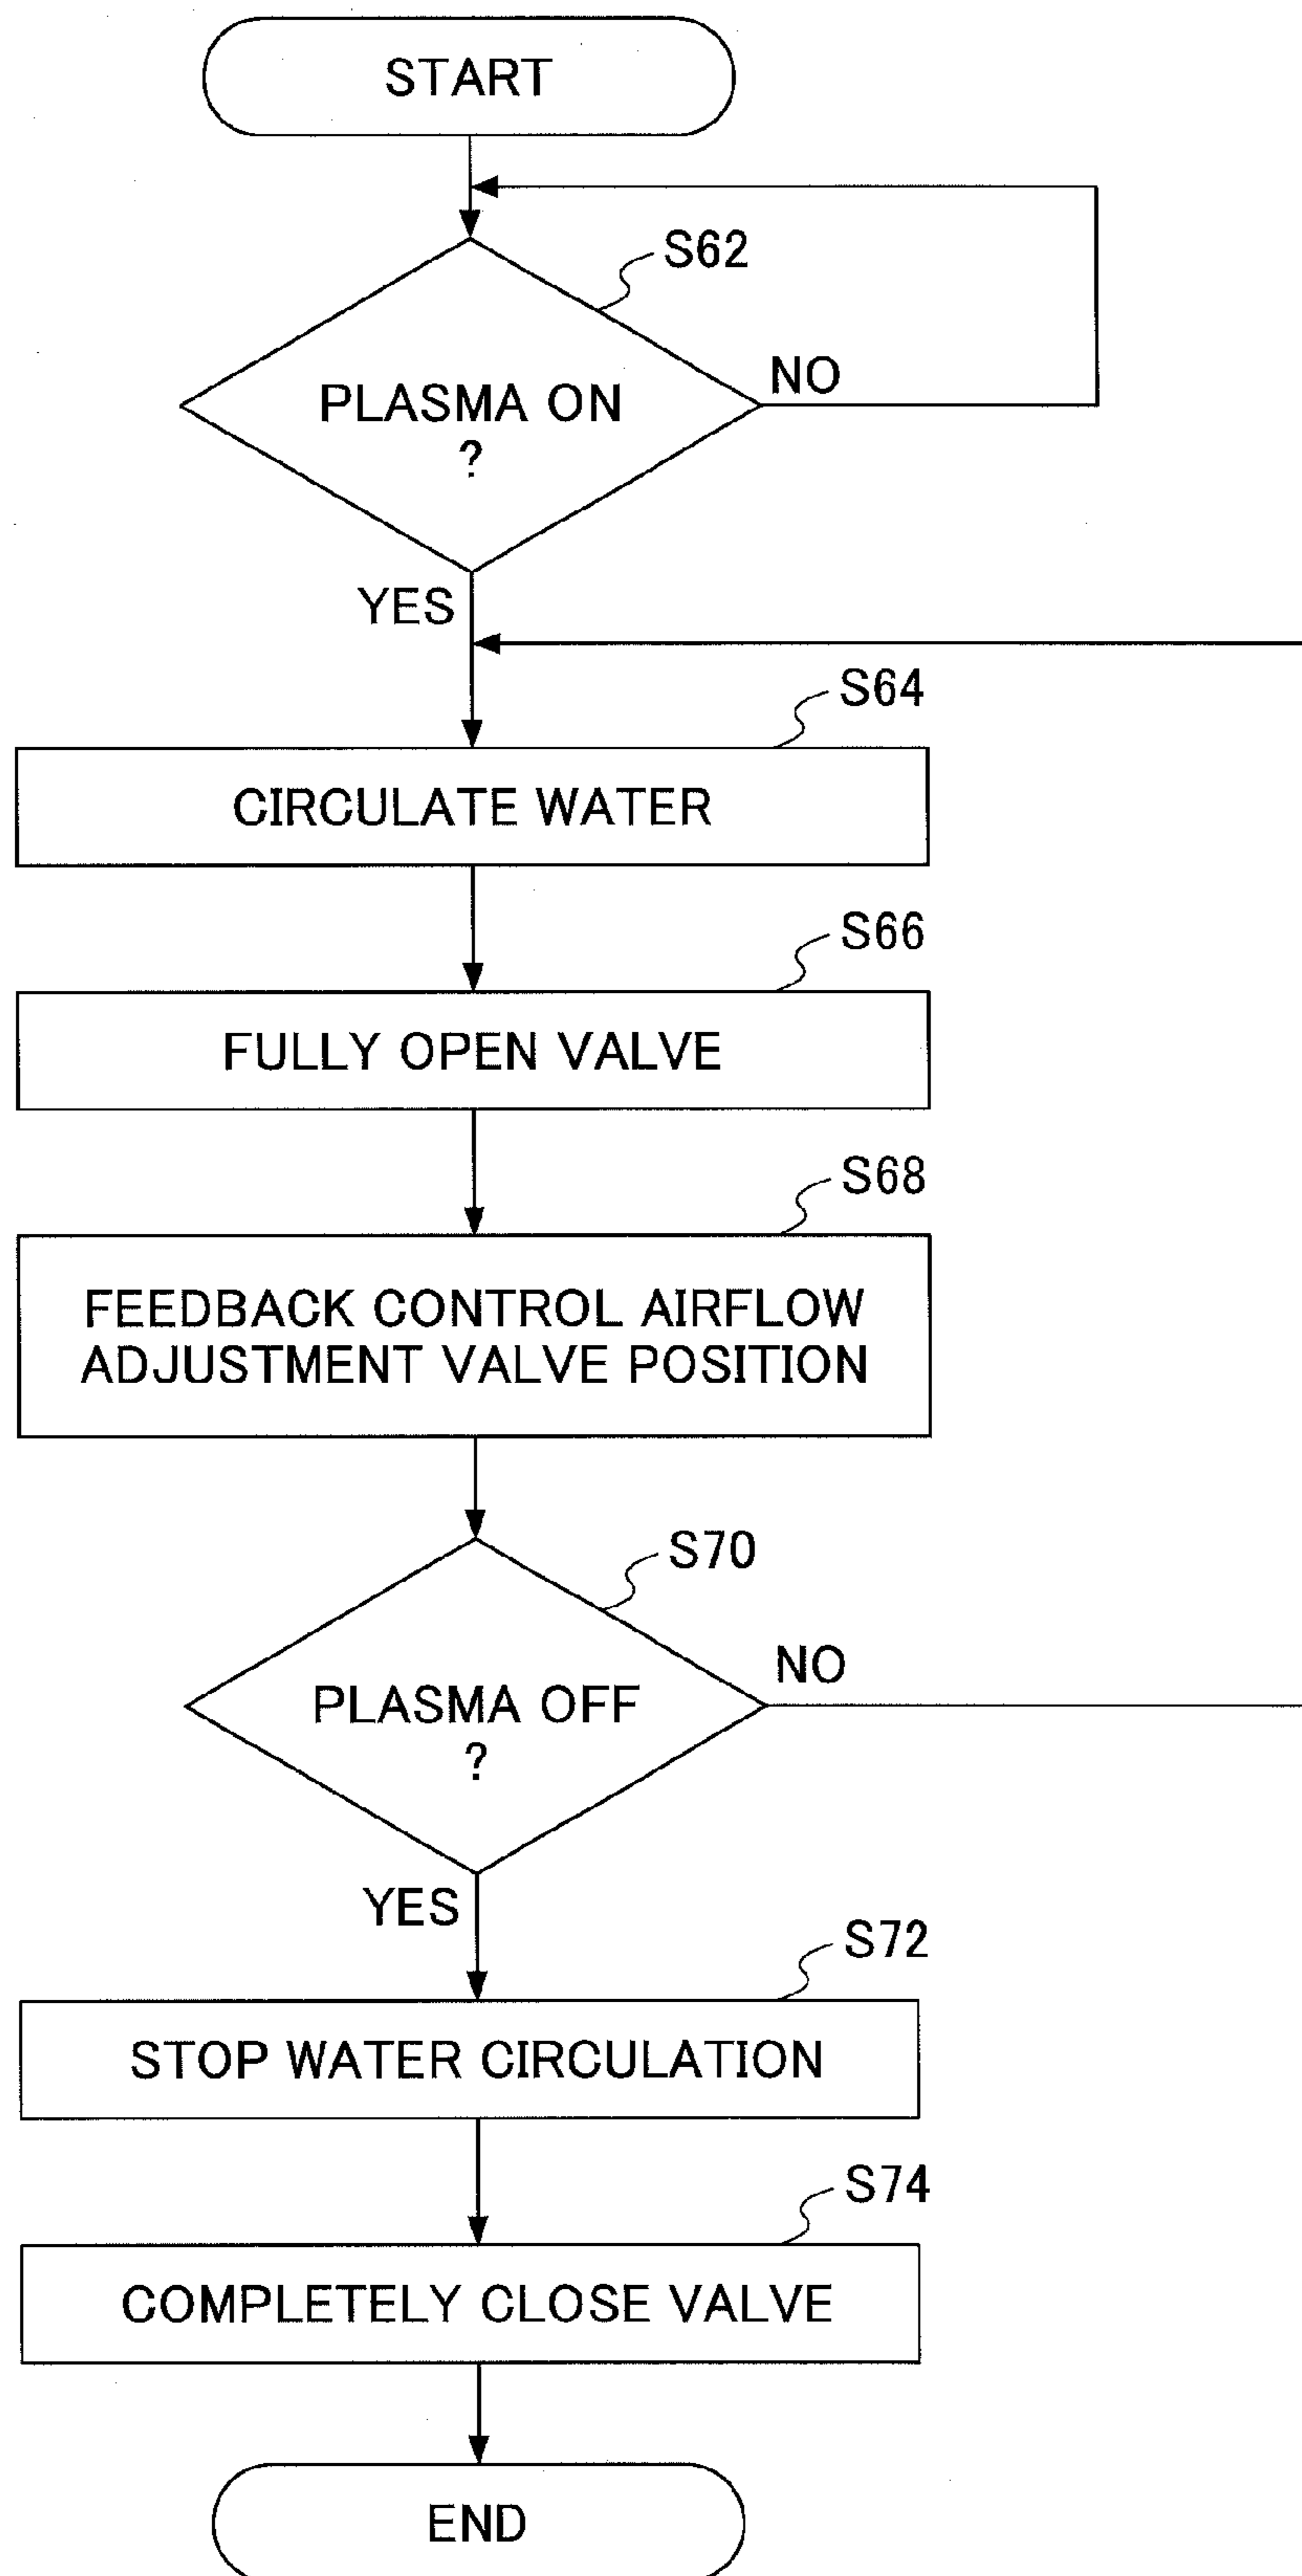 START
S62
PLASMA ON
?
NO
YES
S64
CIRCULATE WATER
S66
FULLY OPEN VALVE
S68
FEEDBACK CONTROL AIRFLOW
ADJUSTMENT VALVE POSITION
S70
PLASMA OFF
?
NO
YES
S72
STOP WATER CIRCULATION
S74
COMPLETELY CLOSE VALVE
END